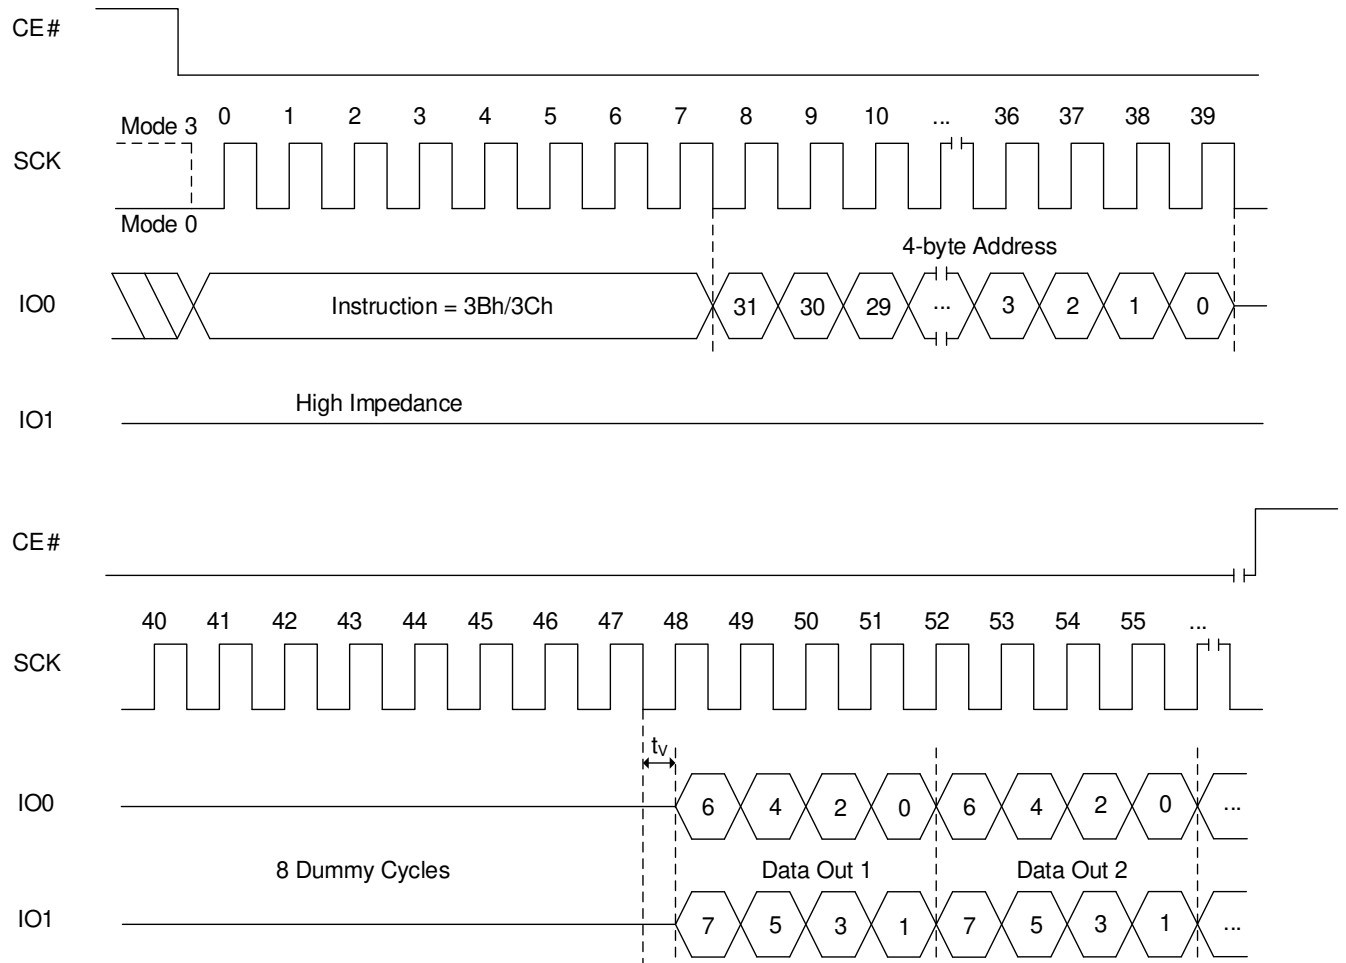 CE#
Mode 3
0 1 2 3 4 5 6 7 8 9 10 ... 36 37 38 39
SCK
Mode 0
4-byte Address
IO0
Instruction = 3Bh/3Ch
31 30 29 ... 3 2 1 0
High Impedance
IO1
CE#
40 41 42 43 44 45 46 47 48 49 50 51 52 53 54 55 ...
SCK
tV
IO0
6 4 2 0 6 4 2 0 ...
8 Dummy Cycles
Data Out 1
Data Out 2
IO1
7 5 3 1 7 5 3 1 ...